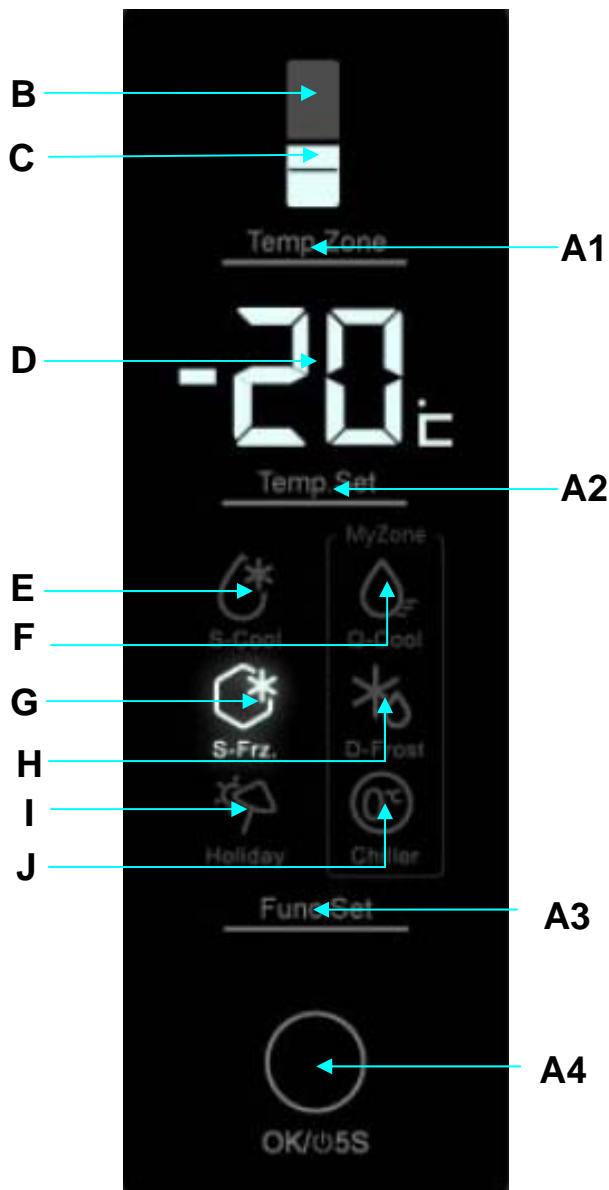 B
C
Temp.Zone
A1
D
-20℃
Temp.Set
A2
MyZone
E
S-Cool
Q-Cool
F
G
S-Frz.
D-Frost
H
I
Holiday
0℃
Chiller
J
Func.Set
A3
A4
OK/⏻5S